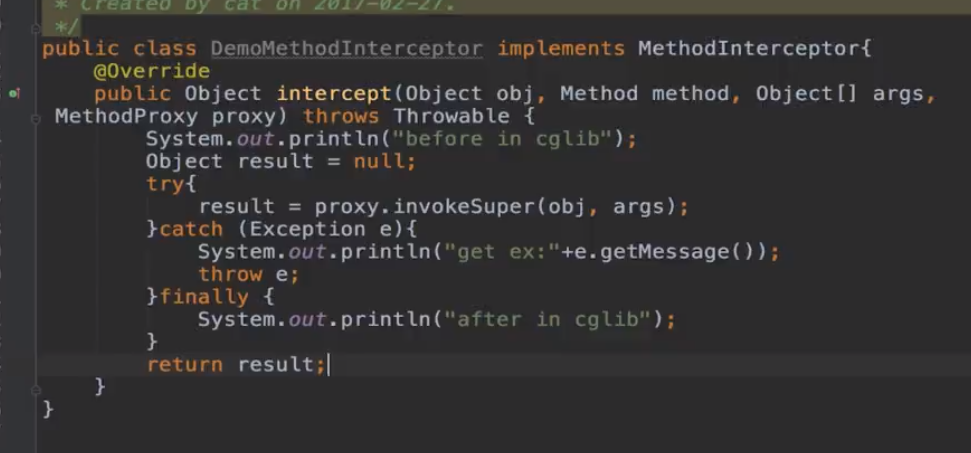 * Created by cat on 2017-02-27.
*/
public class DemoMethodInterceptor implements MethodInterceptor{
    @Override
    public Object intercept(Object obj, Method method, Object[] args,
 MethodProxy proxy) throws Throwable {
        System.out.println("before in cglib");
        Object result = null;
        try{
            result = proxy.invokeSuper(obj, args);
        }catch (Exception e){
            System.out.println("get ex:"+e.getMessage());
            throw e;
        }finally {
            System.out.println("after in cglib");
        }
        return result;
    }
}